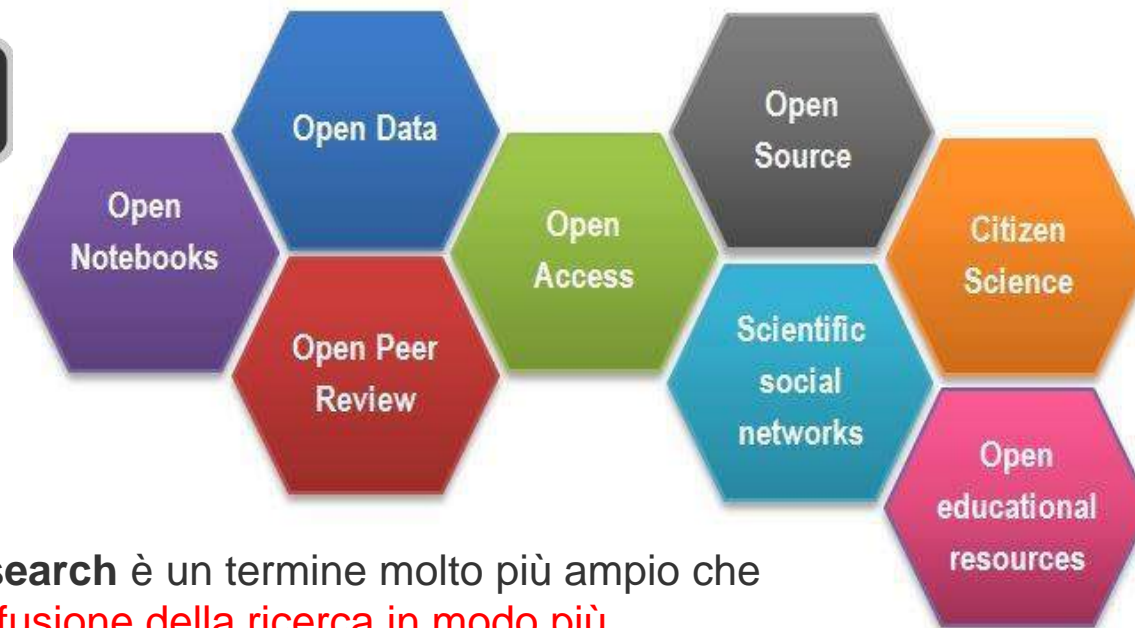 Open
Notebooks
Open Data
Open Peer
Review
Open
Access
Open
Source
Scientific
social
networks
Citizen
Science
Open
educational
resources
search è un termine molto più ampio che
fusione della ricerca in modo più